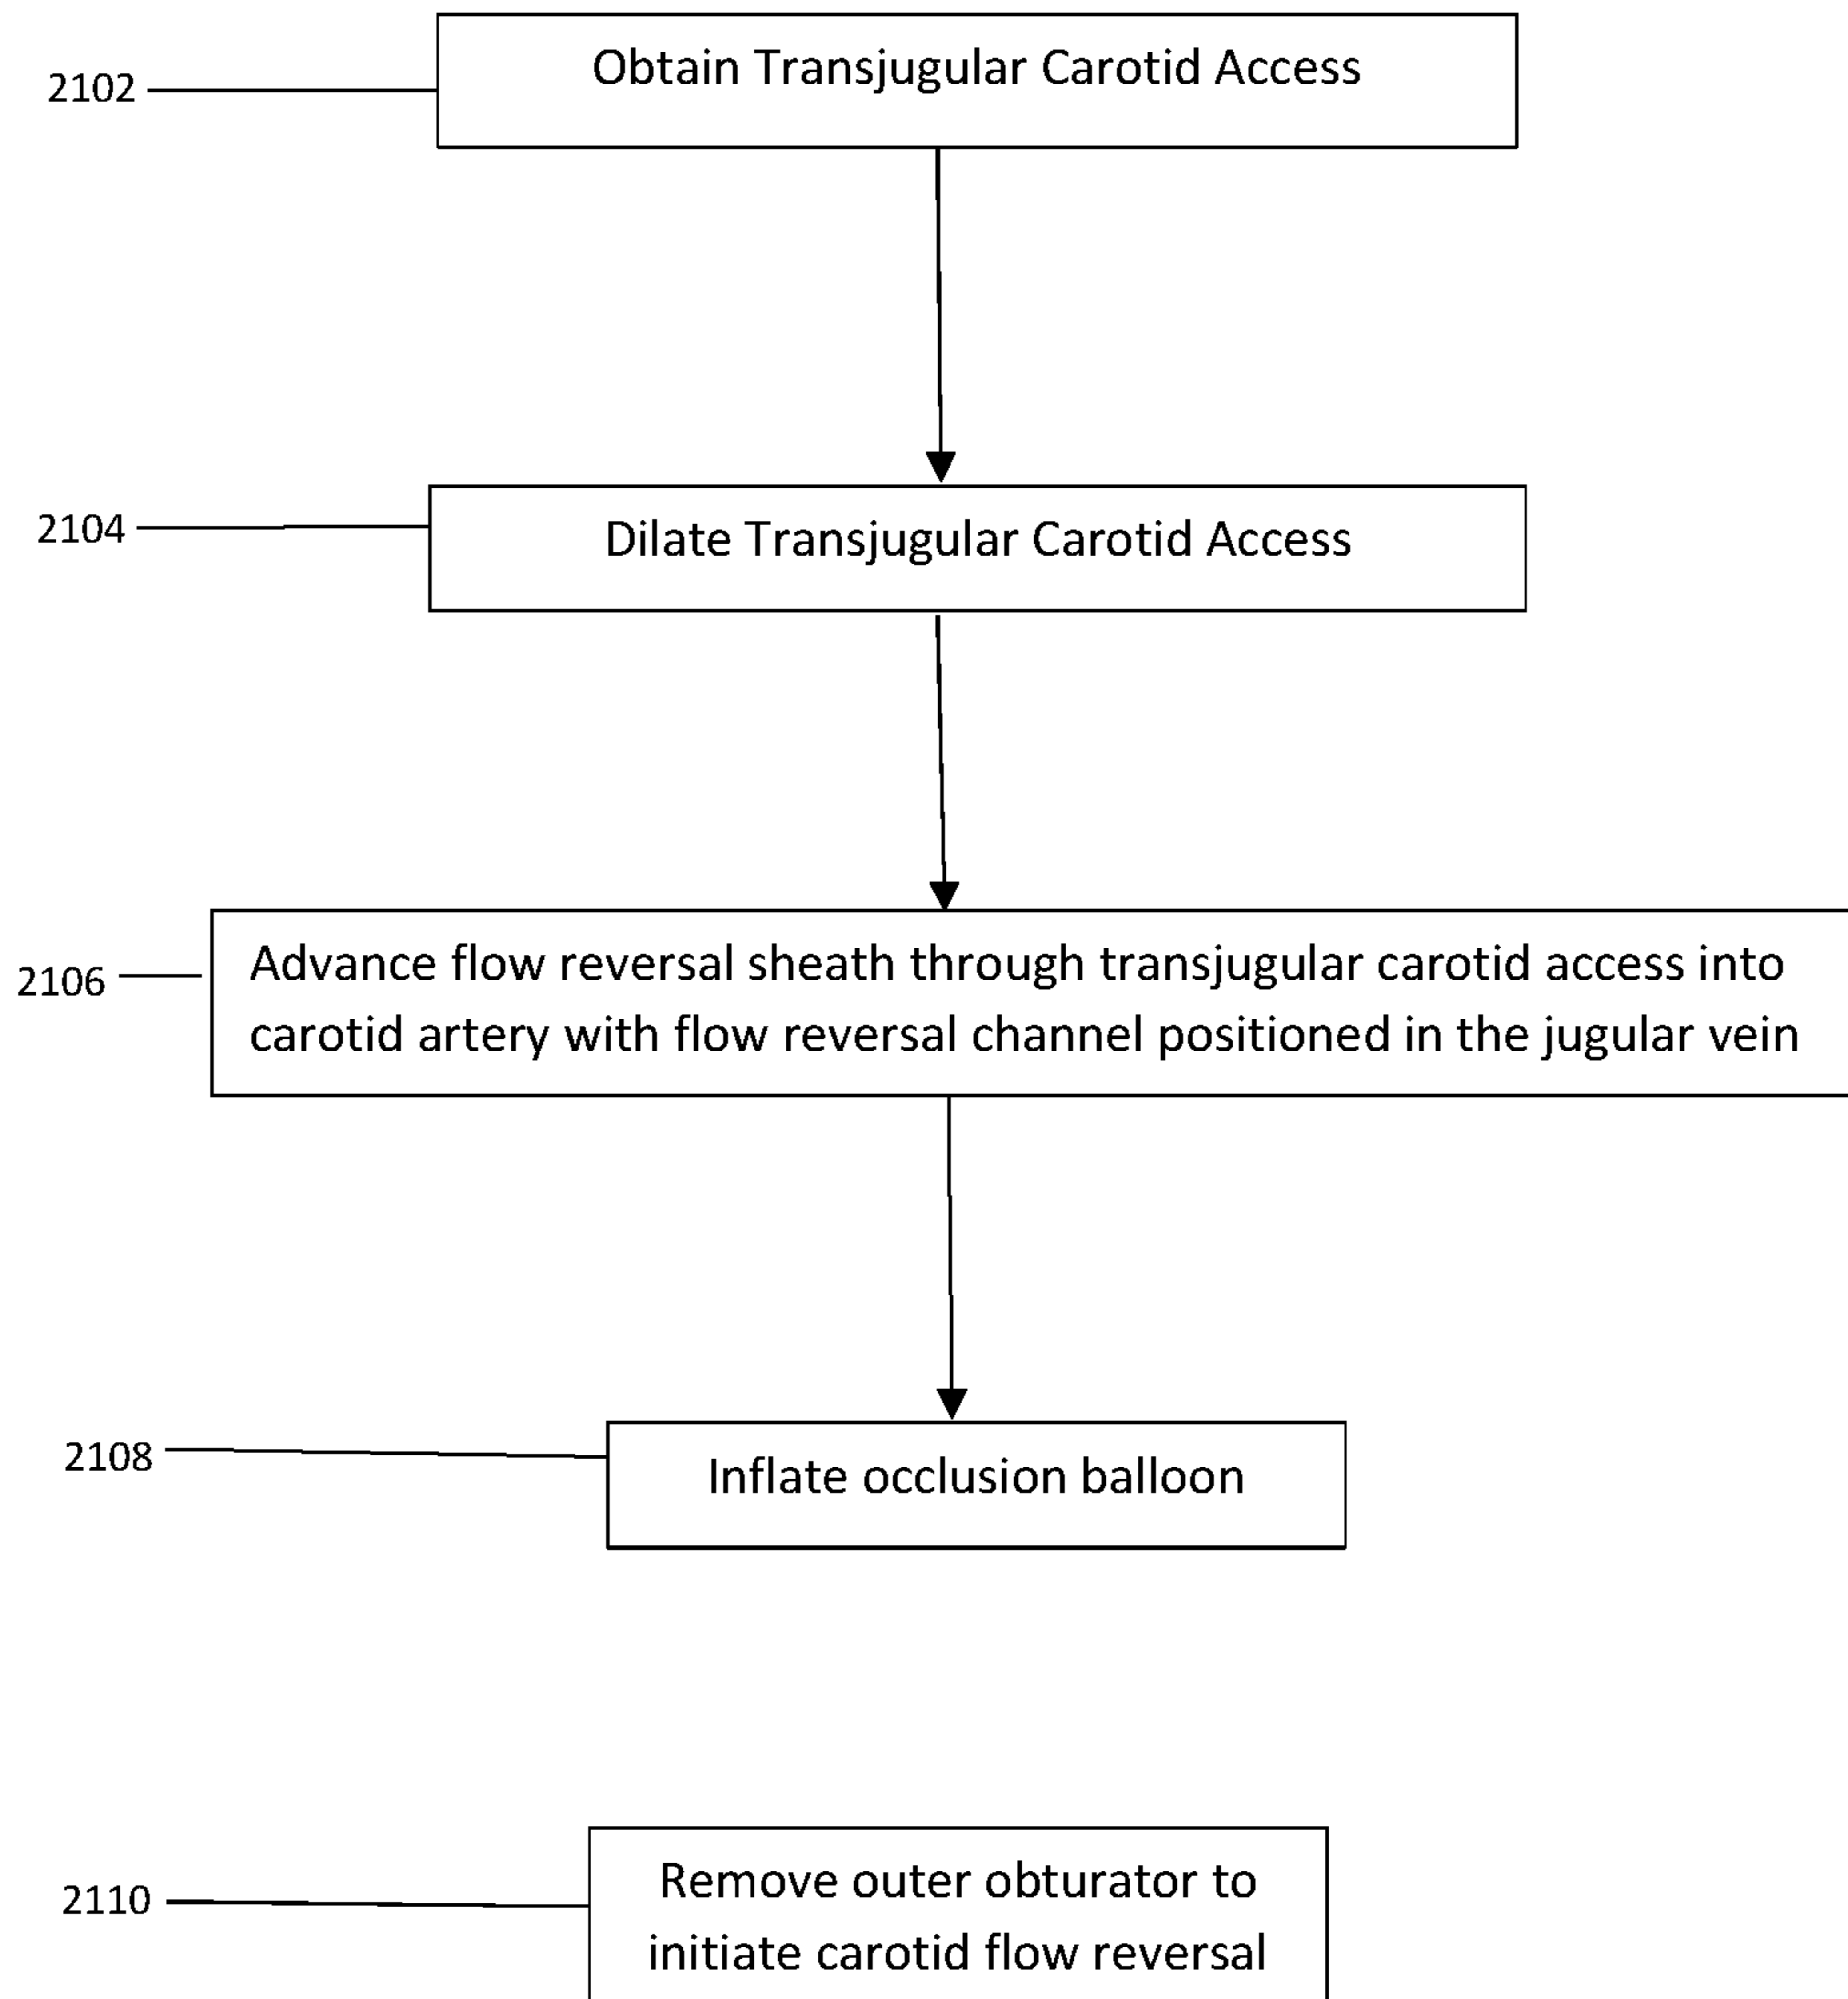 2102
Obtain Transjugular Carotid Access
2104
Dilate Transjugular Carotid Access
2106
Advance flow reversal sheath through transjugular carotid access into
carotid artery with flow reversal channel positioned in the jugular vein
2108
Inflate occlusion balloon
2110
Remove outer obturator to
initiate carotid flow reversal